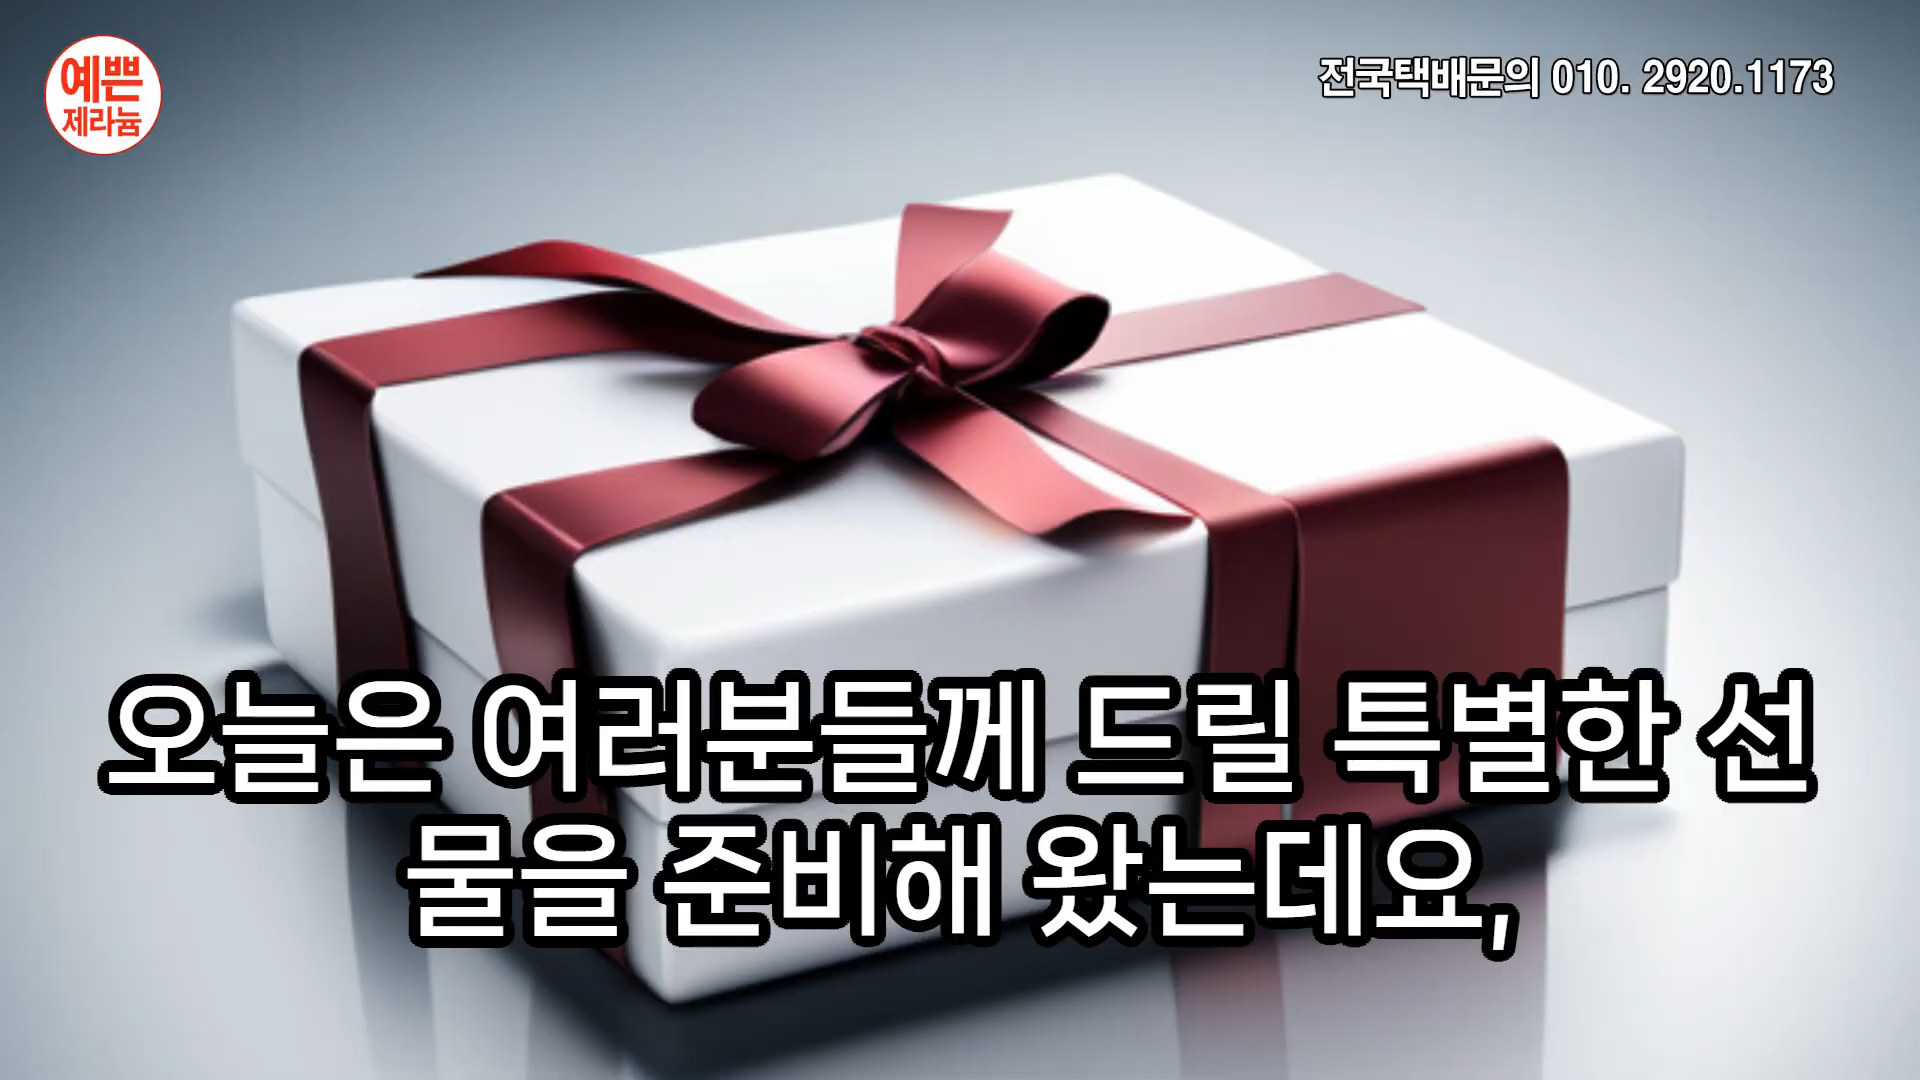 예쁜
제라늄
전국택배문의 010. 2920.1173
오늘은 여러분들께 드릴 특별한 선
물을 준비해 왔는데요,